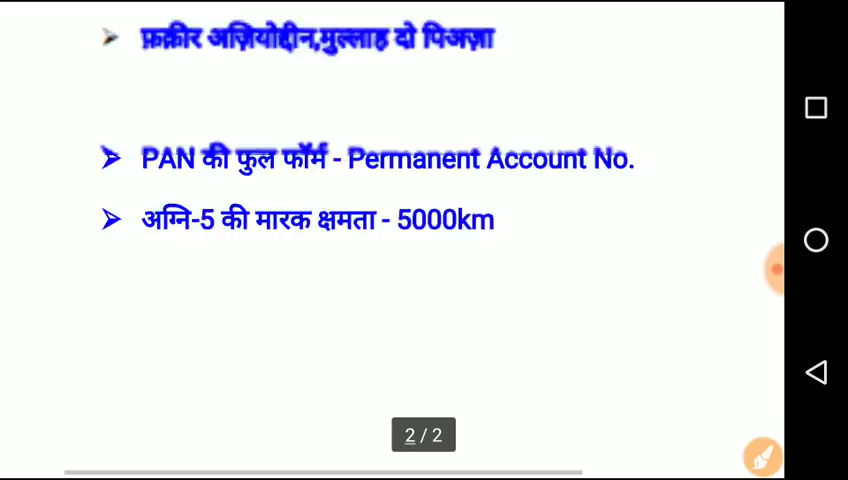 फ़क़ीर अज़ियोद्दीन,मुल्लाह दो पिअज़ा
PAN की फुल फॉर्म - Permanent Account No.
अग्नि-5 की मारक क्षमता - 5000km
2 / 2